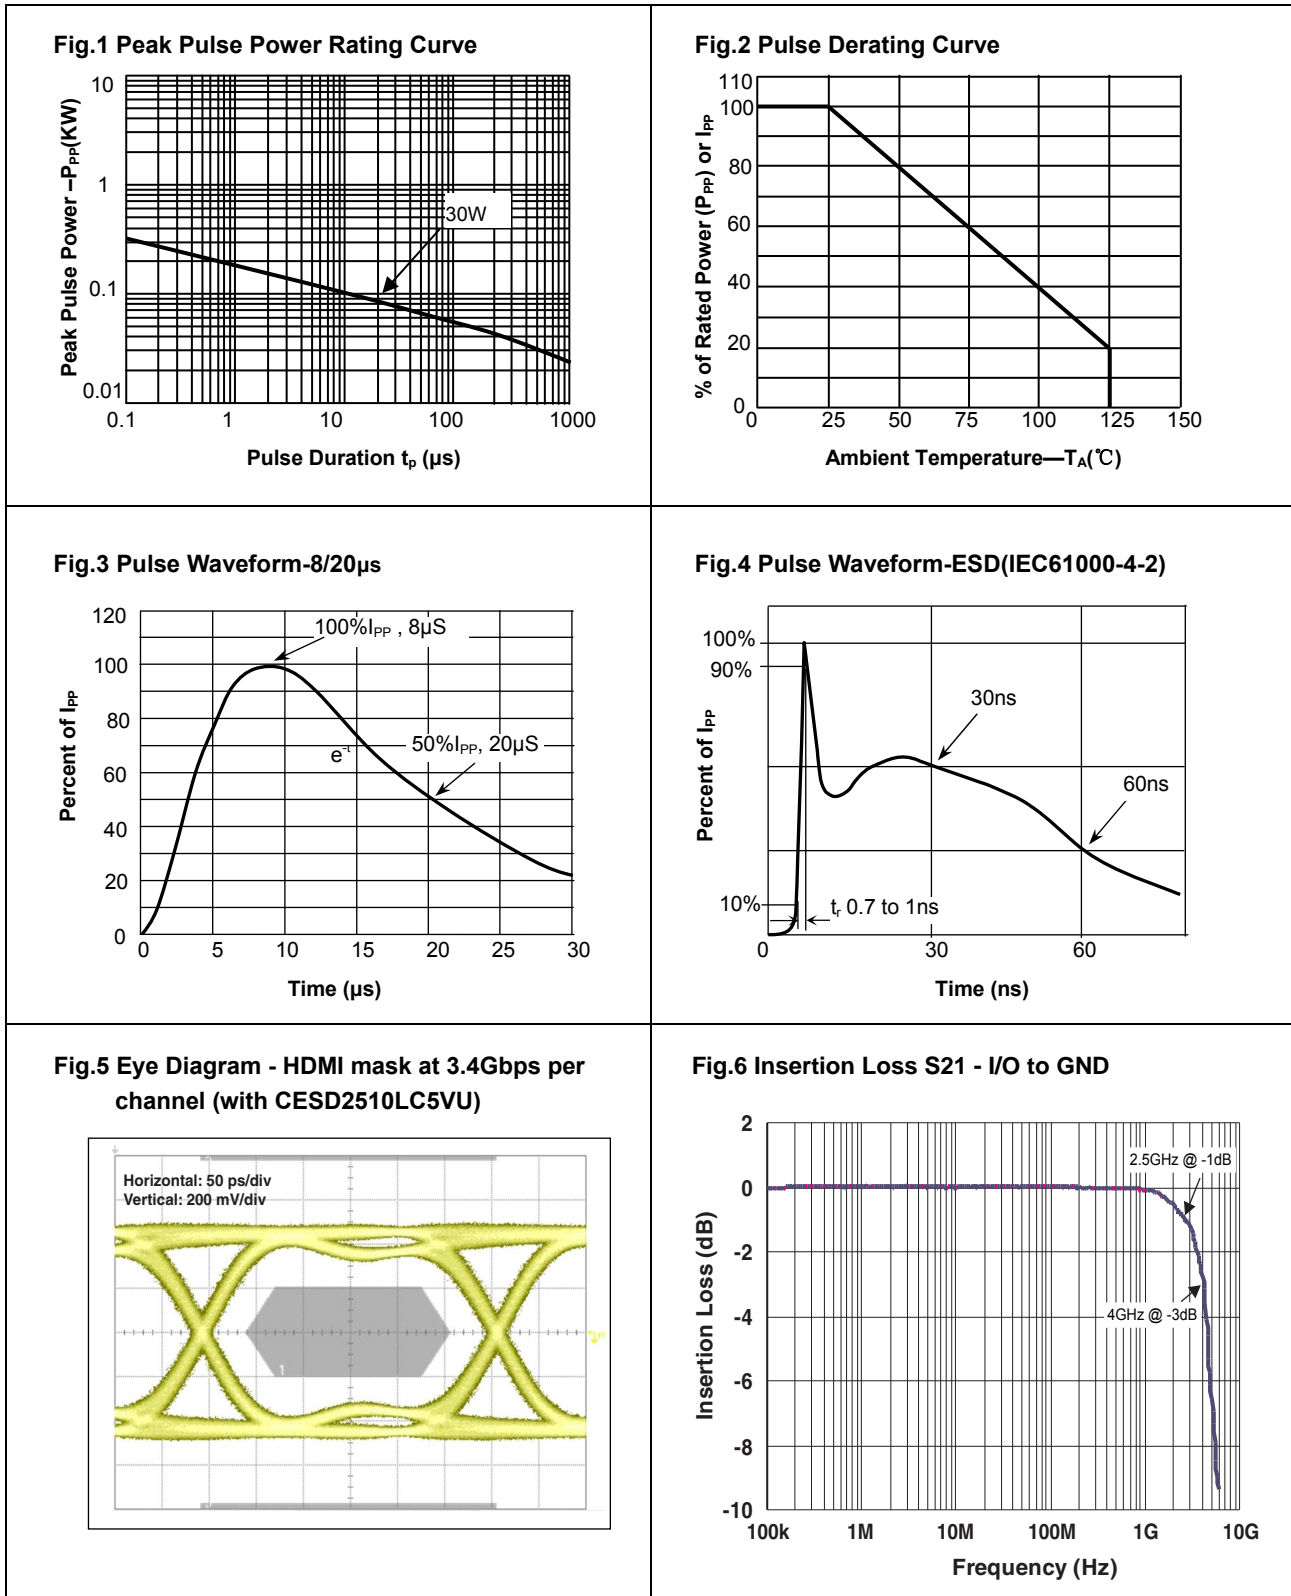 Fig.1 Peak Pulse Power Rating Curve
Peak Pulse Power –PPP(KW)
10
1
0.1
0.01
30W
0.1 1 10 100 1000
Pulse Duration tp (µs)
Fig.2 Pulse Derating Curve
% of Rated Power (PPP) or IPP
110
100
80
60
40
20
0
0 25 50 75 100 125 150
Ambient Temperature—TA(℃)
Fig.3 Pulse Waveform-8/20µs
Percent of IPP
120
100
80
60
40
20
0
100%IPP , 8µS
e-t
50%IPP, 20µS
0 5 10 15 20 25 30
Time (µs)
Fig.4 Pulse Waveform-ESD(IEC61000-4-2)
Percent of IPP
100%
90%
10%
30ns
60ns
tr 0.7 to 1ns
0 30 60
Time (ns)
Fig.5 Eye Diagram - HDMI mask at 3.4Gbps per
channel (with CESD2510LC5VU)
Horizontal: 50 ps/div
Vertical: 200 mV/div
1
Fig.6 Insertion Loss S21 - I/O to GND
Insertion Loss (dB)
2
0
-2
-4
-6
-8
-10
2.5GHz @ -1dB
4GHz @ -3dB
100k 1M 10M 100M 1G 10G
Frequency (Hz)